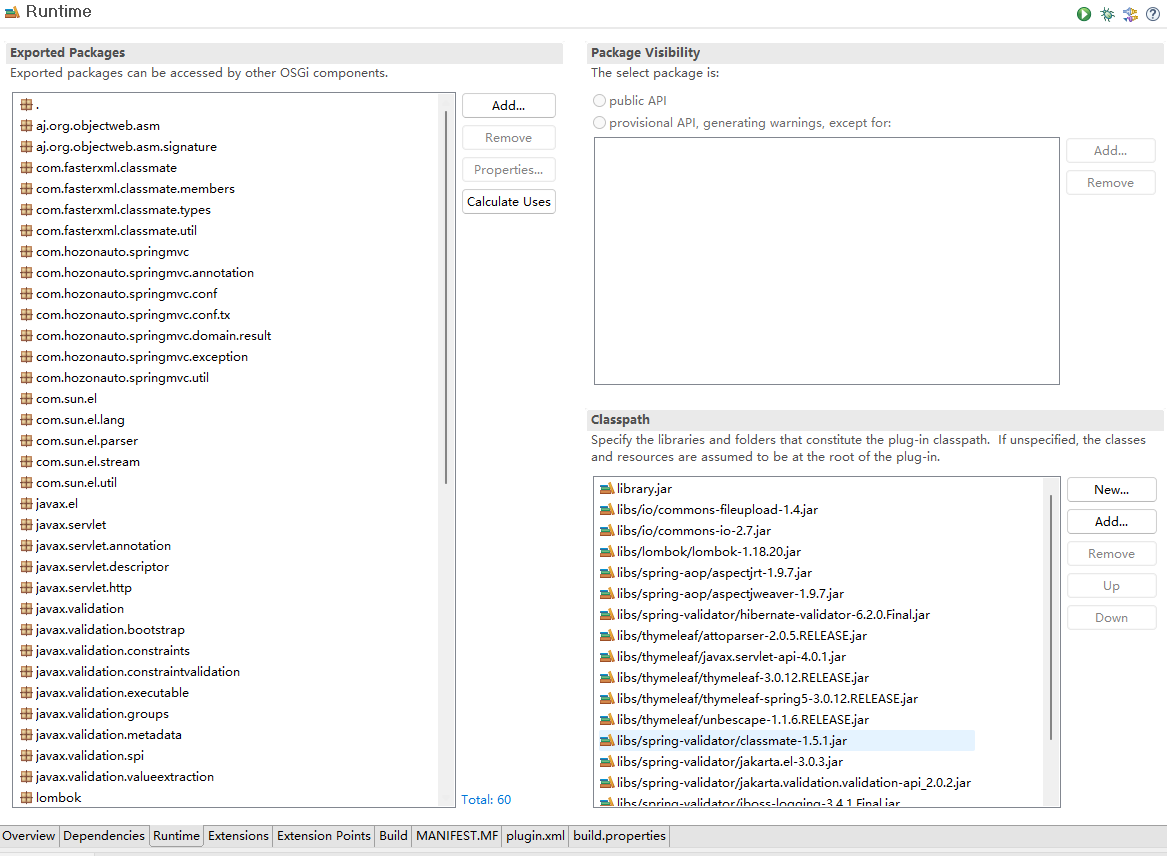 Runtime
Exported Packages
Exported packages can be accessed by other OSGi components.
.
aj.org.objectweb.asm
aj.org.objectweb.asm.signature
com.fasterxml.classmate
com.fasterxml.classmate.members
com.fasterxml.classmate.types
com.fasterxml.classmate.util
com.hozonauto.springmvc
com.hozonauto.springmvc.annotation
com.hozonauto.springmvc.conf
com.hozonauto.springmvc.conf.tx
com.hozonauto.springmvc.domain.result
com.hozonauto.springmvc.exception
com.hozonauto.springmvc.util
com.sun.el
com.sun.el.lang
com.sun.el.parser
com.sun.el.stream
com.sun.el.util
javax.el
javax.servlet
javax.servlet.annotation
javax.servlet.descriptor
javax.servlet.http
javax.validation
javax.validation.bootstrap
javax.validation.constraints
javax.validation.constraintvalidation
javax.validation.executable
javax.validation.groups
javax.validation.metadata
javax.validation.spi
javax.validation.valueextraction
lombok
Add...
Remove
Properties...
Calculate Uses
Total: 60
Package Visibility
The select package is:
public API
provisional API, generating warnings, except for:
Add...
Remove
Classpath
Specify the libraries and folders that constitute the plug-in classpath.  If unspecified, the classes
and resources are assumed to be at the root of the plug-in.
library.jar
libs/io/commons-fileupload-1.4.jar
libs/io/commons-io-2.7.jar
libs/lombok/lombok-1.18.20.jar
libs/spring-aop/aspectjrt-1.9.7.jar
libs/spring-aop/aspectjweaver-1.9.7.jar
libs/spring-validator/hibernate-validator-6.2.0.Final.jar
libs/thymeleaf/attoparser-2.0.5.RELEASE.jar
libs/thymeleaf/javax.servlet-api-4.0.1.jar
libs/thymeleaf/thymeleaf-3.0.12.RELEASE.jar
libs/thymeleaf/thymeleaf-spring5-3.0.12.RELEASE.jar
libs/thymeleaf/unbescape-1.1.6.RELEASE.jar
libs/spring-validator/classmate-1.5.1.jar
libs/spring-validator/jakarta.el-3.0.3.jar
libs/spring-validator/jakarta.validation.validation-api_2.0.2.jar
libs/spring-validator/jboss-logging-3.4.1.Final.jar
New...
Add...
Remove
Up
Down
Overview Dependencies Runtime Extensions Extension Points Build MANIFEST.MF plugin.xml build.properties